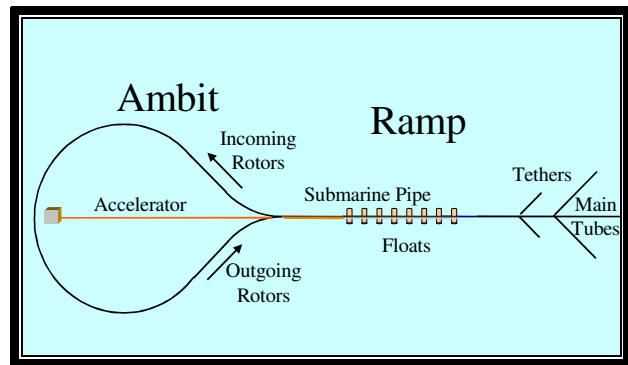 Ambit
Ramp
Incoming
Rotors
Tethers
Submarine Pipe
Accelerator
Main
Tubes
Floats
Outgoing
Rotors